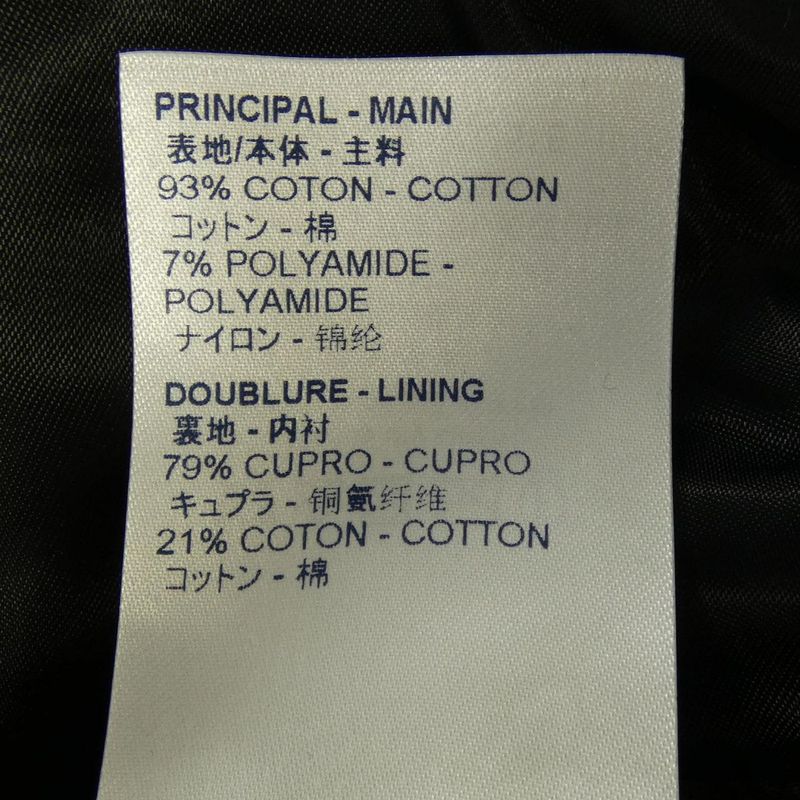 PRINCIPAL - MAIN
表地/本体 - 主料
93% COTON - COTTON
コットン - 棉
7% POLYAMIDE -
POLYAMIDE
ナイロン - 锦纶
DOUBLURE - LINING
裏地 - 内衬
79% CUPRO - CUPRO
キュプラ - 铜氨纤维
21% COTON - COTTON
コットン - 棉